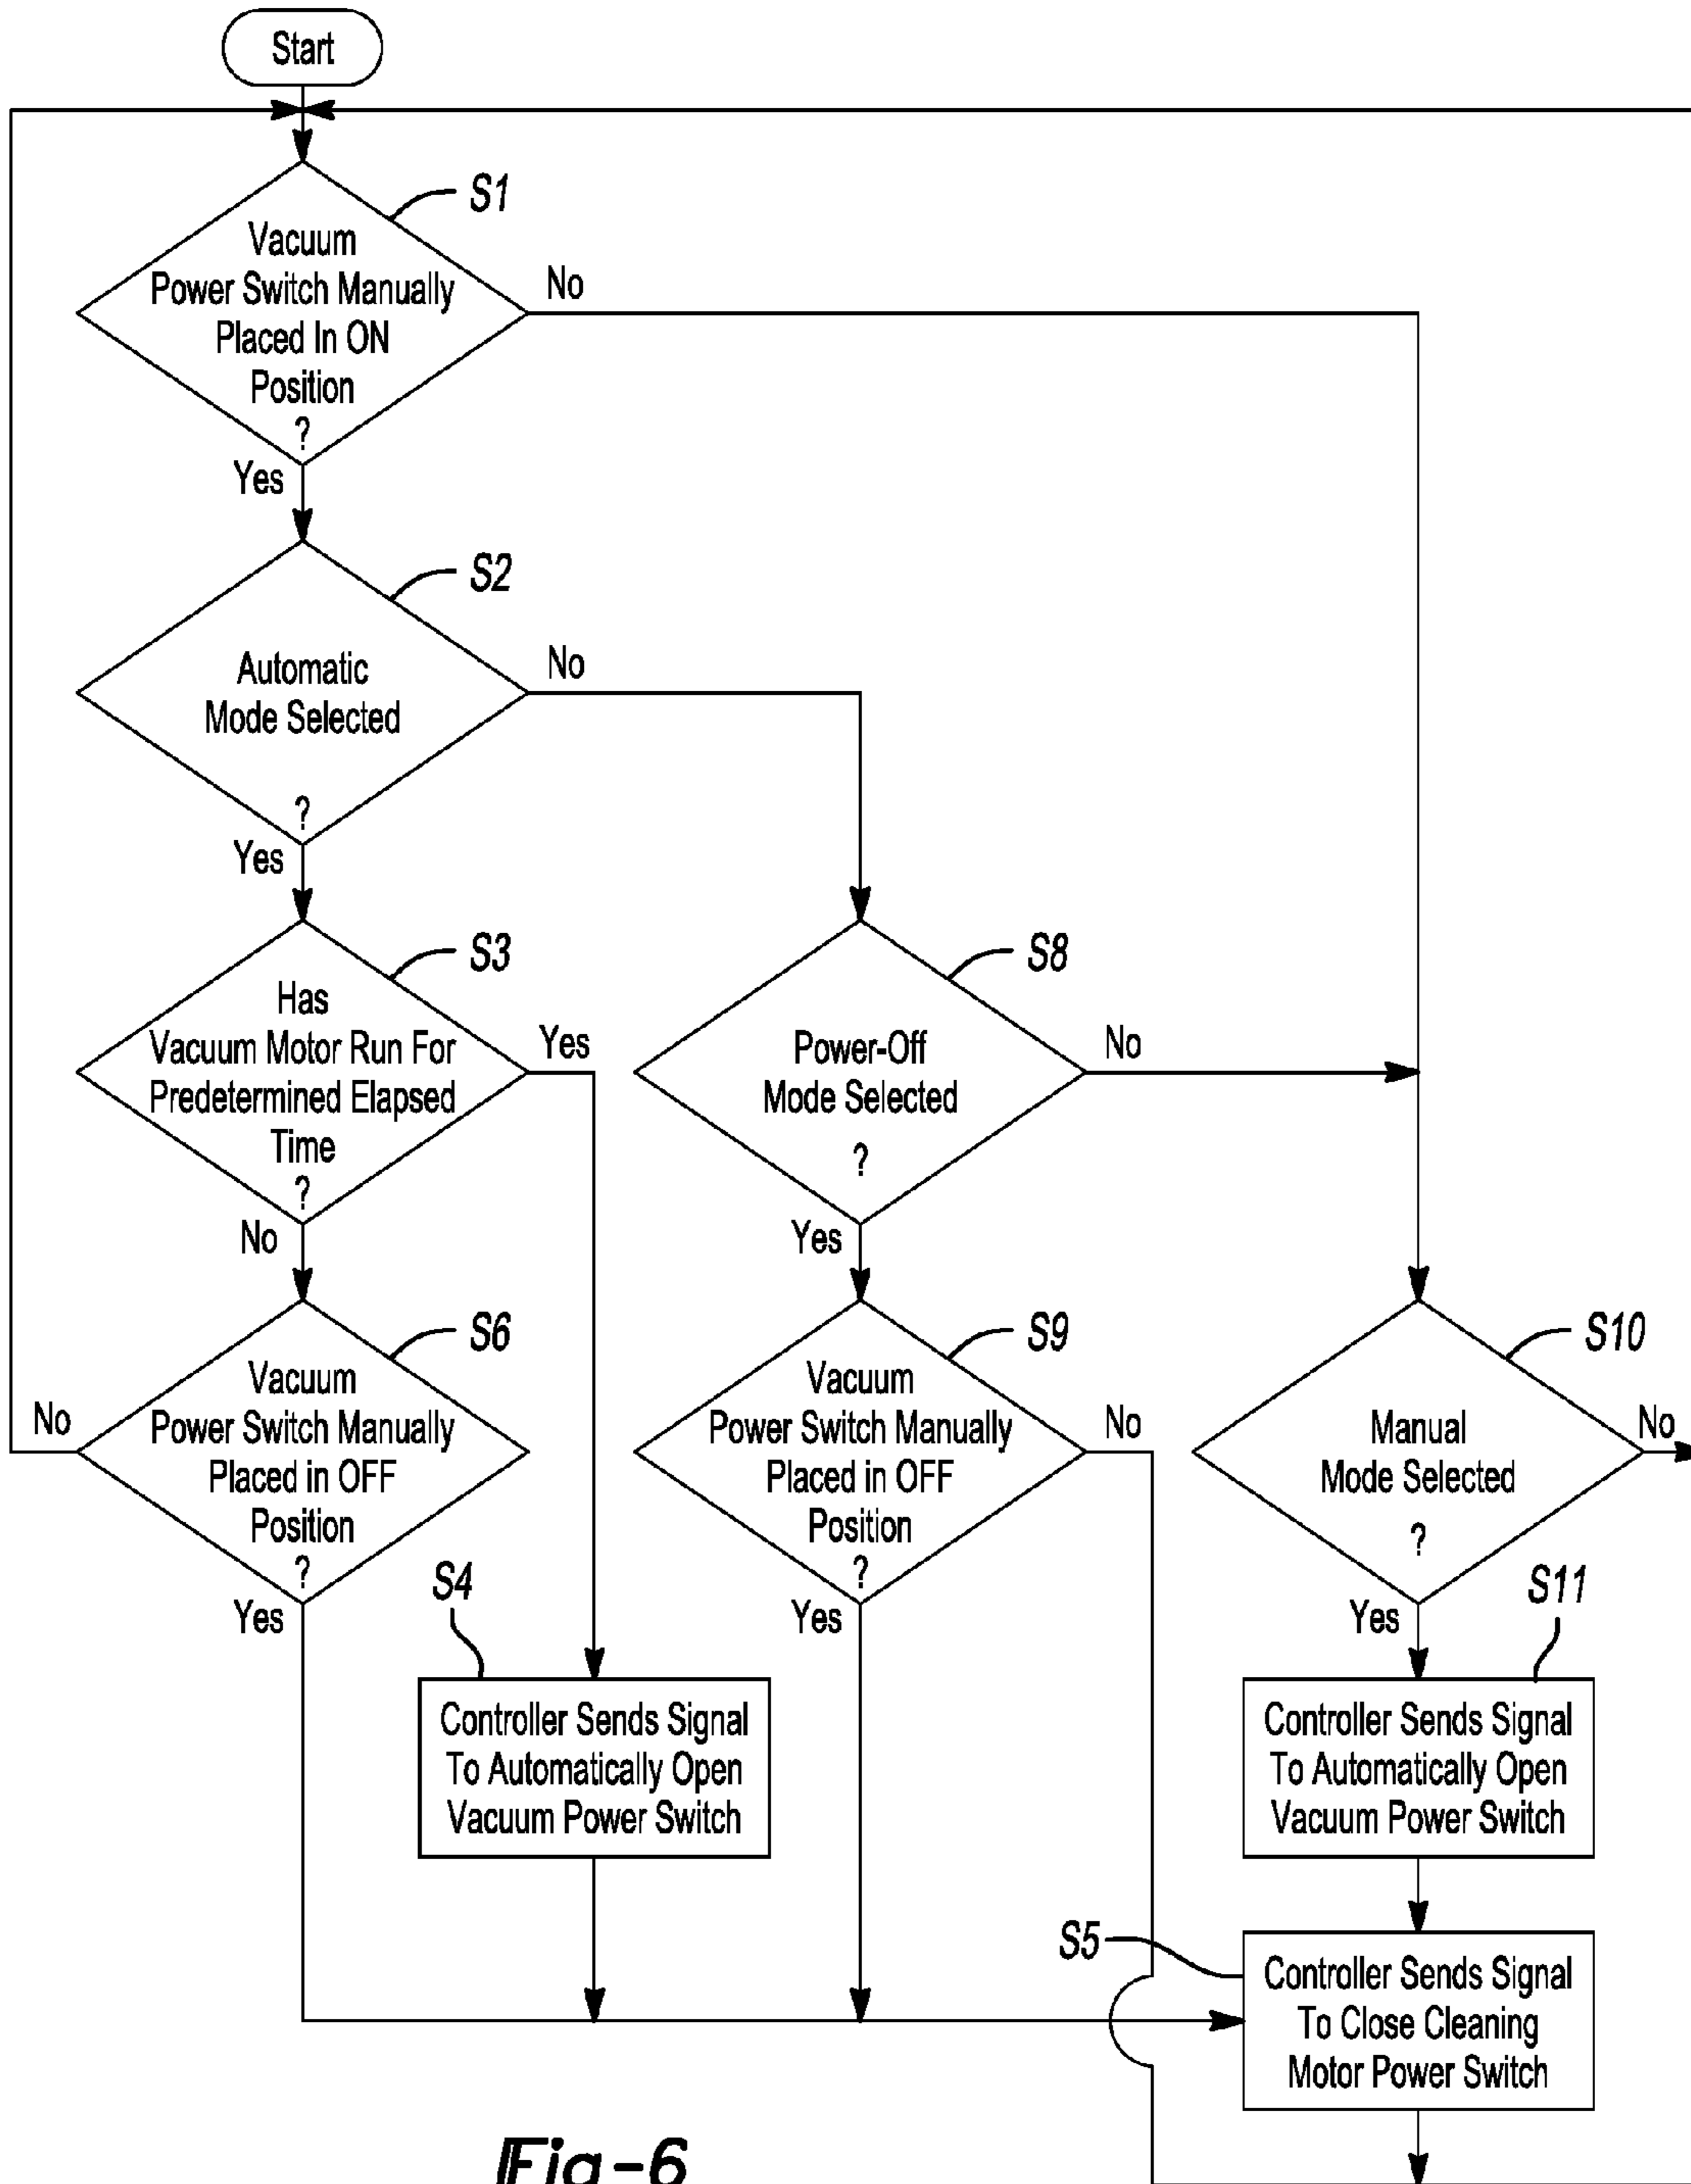 Start
S1
Vacuum
Power Switch Manually
Placed In ON
Position
?
No
Yes
S2
Automatic
Mode Selected
?
No
Yes
S3
Has
Vacuum Motor Run For
Predetermined Elapsed
Time
?
Yes
No
S8
Power-Off
Mode Selected
?
No
Yes
S6
Vacuum
Power Switch Manually
Placed in OFF
Position
?
No
Yes
S9
Vacuum
Power Switch Manually
Placed in OFF
Position
?
No
Yes
S10
Manual
Mode Selected
?
No
Yes
S4
Controller Sends Signal
To Automatically Open
Vacuum Power Switch
S11
Controller Sends Signal
To Automatically Open
Vacuum Power Switch
S5
Controller Sends Signal
To Close Cleaning
Motor Power Switch
Fig-6